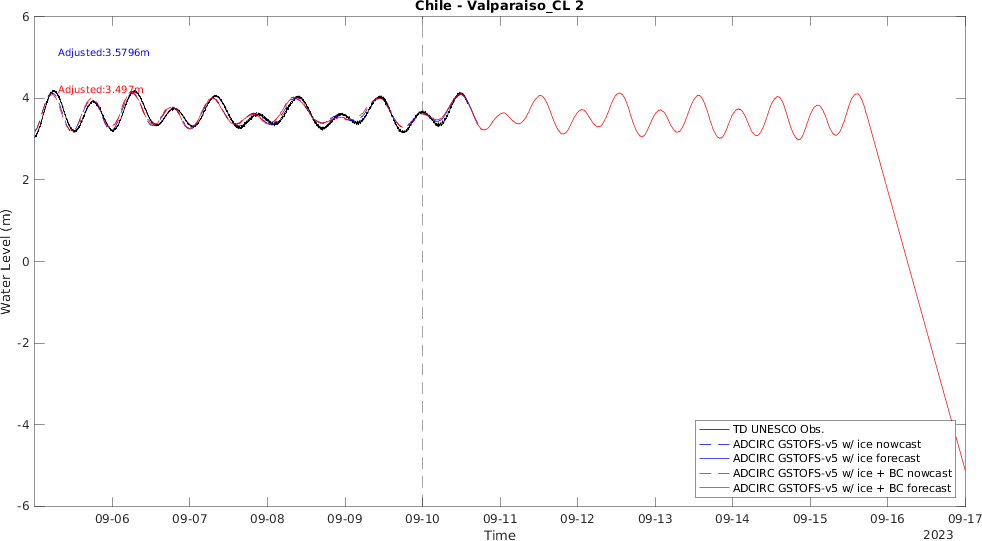 Chile - Valparaiso_CL 2
Adjusted:3.5796m
Adjusted:3.497m
Water Level (m)
6
4
2
0
-2
-4
-6
TD UNESCO Obs.
ADCIRC GSTOFS-v5 w/ ice nowcast
ADCIRC GSTOFS-v5 w/ ice forecast
ADCIRC GSTOFS-v5 w/ ice + BC nowcast
ADCIRC GSTOFS-v5 w/ ice + BC forecast
09-06 09-07 09-08 09-09 09-10 09-11 09-12 09-13 09-14 09-15 09-16 09-17
Time
2023